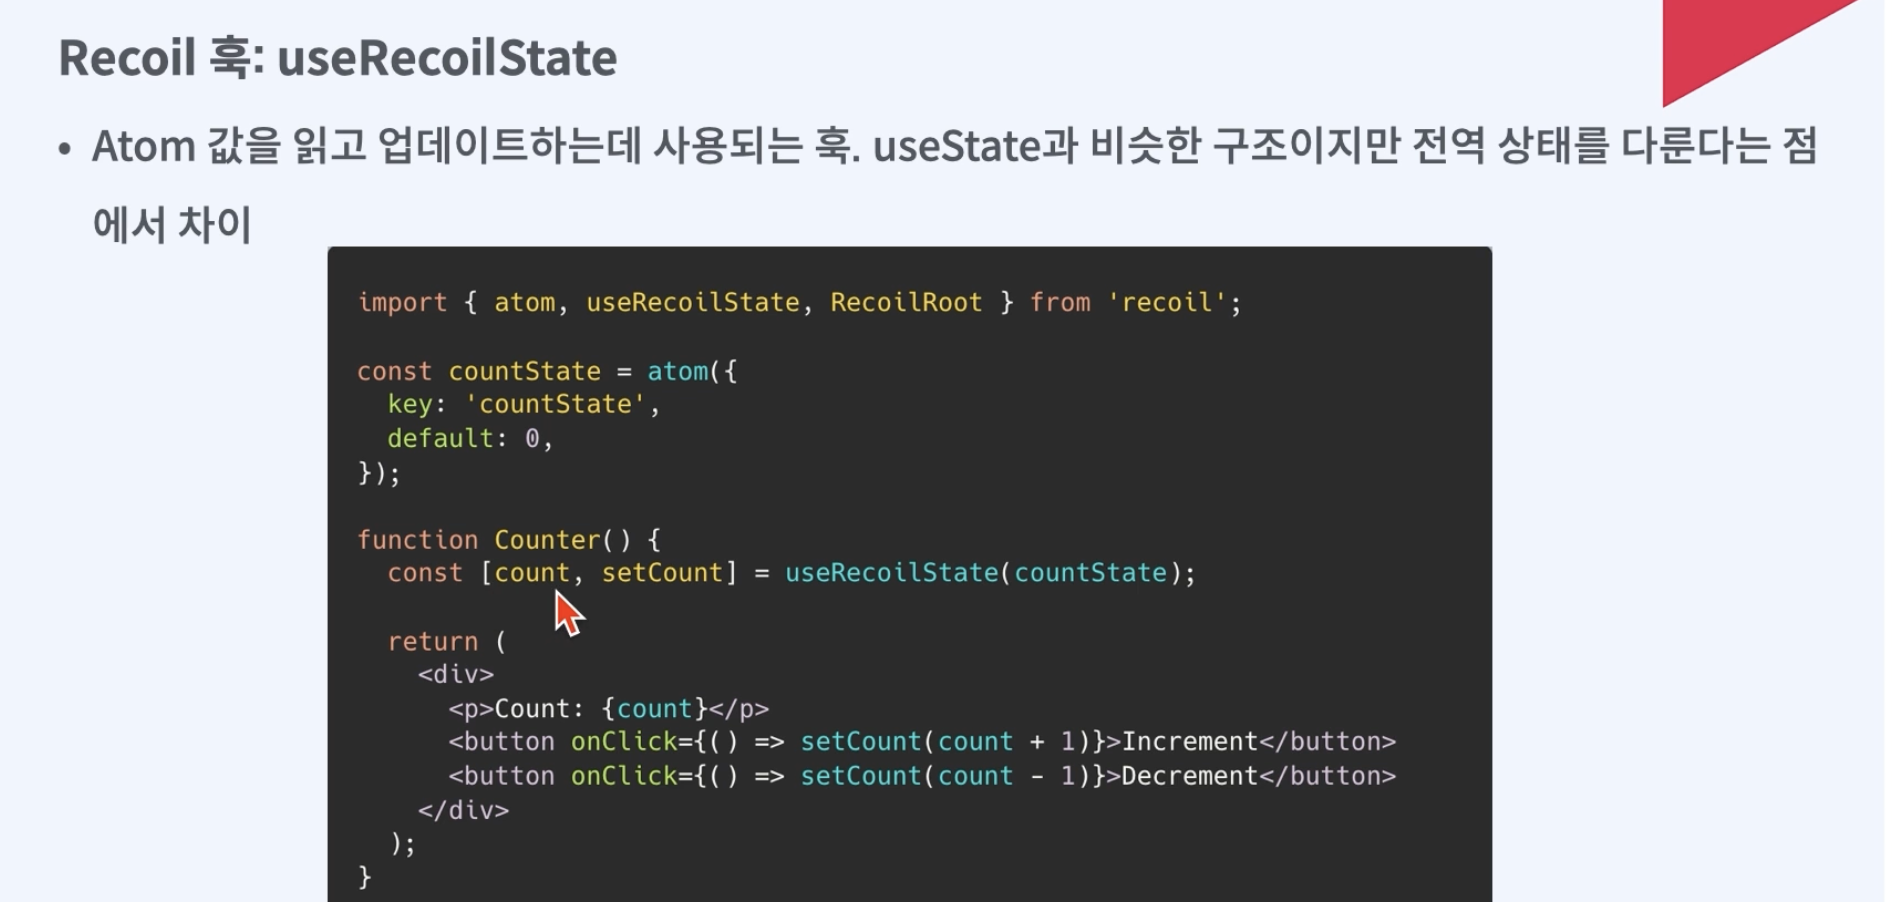 Recoil 훅: useRecoilState
• Atom 값을 읽고 업데이트하는데 사용되는 훅. useState과 비슷한 구조이지만 전역 상태를 다룬다는 점
에서 차이
import { atom, useRecoilState, RecoilRoot } from 'recoil';
const countState = atom({
  key: 'countState',
  default: 0,
});
function Counter() {
  const [count, setCount] = useRecoilState(countState);
  return (
    <div>
      <p>Count: {count}</p>
      <button onClick={() => setCount(count + 1)}>Increment</button>
      <button onClick={() => setCount(count - 1)}>Decrement</button>
    </div>
  );
}